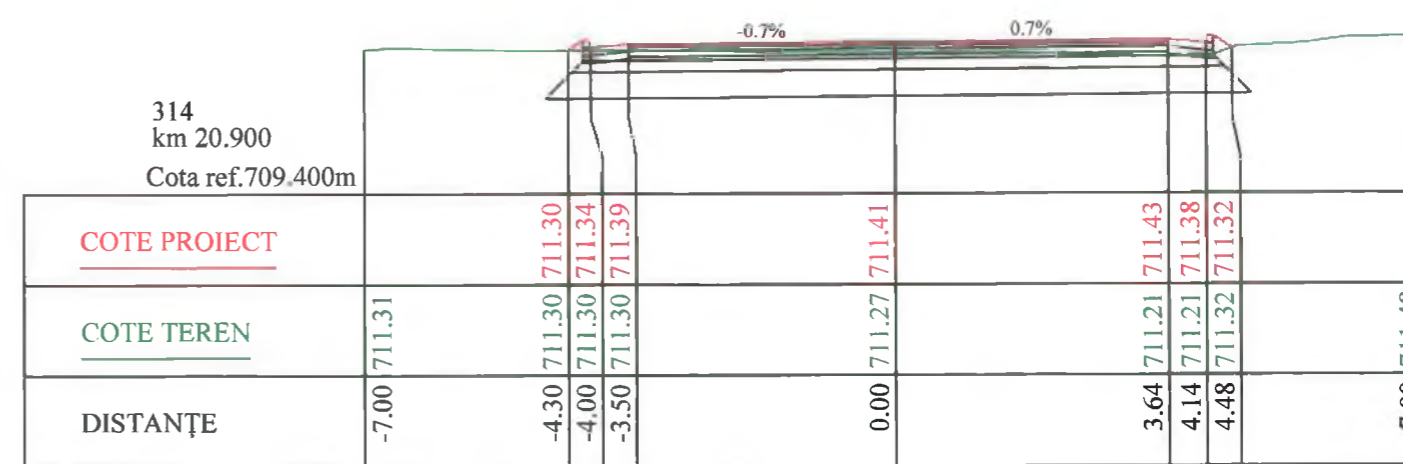 -0.7% 0.7%
314
km 20.900
Cota ref.709.400m
COTE PROIECT 711.30 711.34 711.39 711.41 711.43 711.38 711.32
COTE TEREN 711.31 711.30 711.30 711.30 711.27 711.21 711.21 711.32
DISTANȚE -7.00 -4.30 -4.00 -3.50 0.00 3.64 4.14 4.48